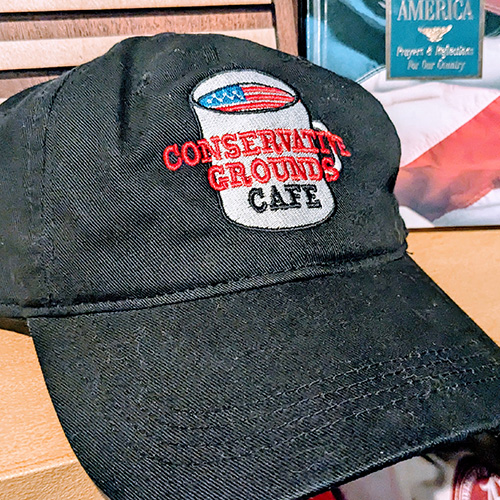 CONSERVATIVE
GROUNDS
CAFE
AMERICA
Prayers & Reflections
For Our Country